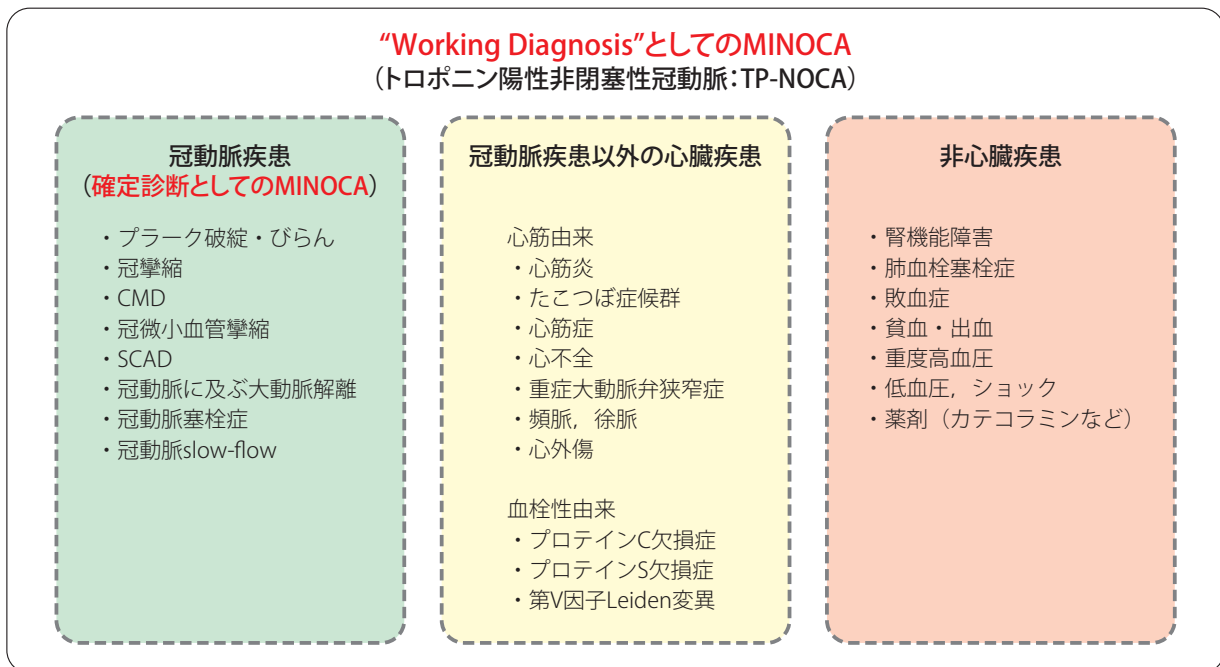 “Working Diagnosis”としてのMINOCA
（トロポニン陽性非閉塞性冠動脈：TP-NOCA）
冠動脈疾患
（確定診断としてのMINOCA）
・プラーク破綻・びらん
・冠攣縮
・CMD
・冠微小血管攣縮
・SCAD
・冠動脈に及ぶ大動脈解離
・冠動脈塞栓症
・冠動脈slow-flow
冠動脈疾患以外の心臓疾患
心筋由来
・心筋炎
・たこつぼ症候群
・心筋症
・心不全
・重症大動脈弁狭窄症
・頻脈，徐脈
・心外傷
血栓性由来
・プロテインC欠損症
・プロテインS欠損症
・第V因子Leiden変異
非心臓疾患
・腎機能障害
・肺血栓塞栓症
・敗血症
・貧血・出血
・重度高血圧
・低血圧，ショック
・薬剤（カテコラミンなど）